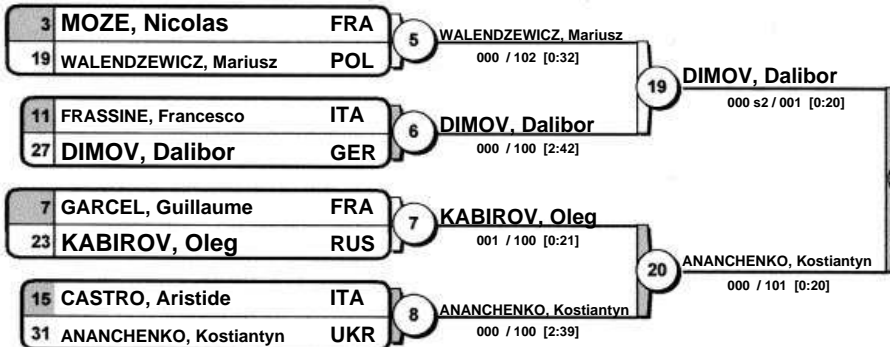 3 MOZE, Nicolas FRA
19 WALENDZEWICZ, Mariusz POL
5
WALENDZEWICZ, Mariusz
000 / 102 [0:32]
11 FRASSINE, Francesco ITA
27 DIMOV, Dalibor GER
6
DIMOV, Dalibor
000 / 100 [2:42]
19
DIMOV, Dalibor
000 s2 / 001 [0:20]
7 GARCEL, Guillaume FRA
23 KABIROV, Oleg RUS
7
KABIROV, Oleg
001 / 100 [0:21]
15 CASTRO, Aristide ITA
31 ANANCHENKO, Kostiantyn UKR
8
ANANCHENKO, Kostiantyn
000 / 100 [2:39]
20
ANANCHENKO, Kostiantyn
000 / 101 [0:20]